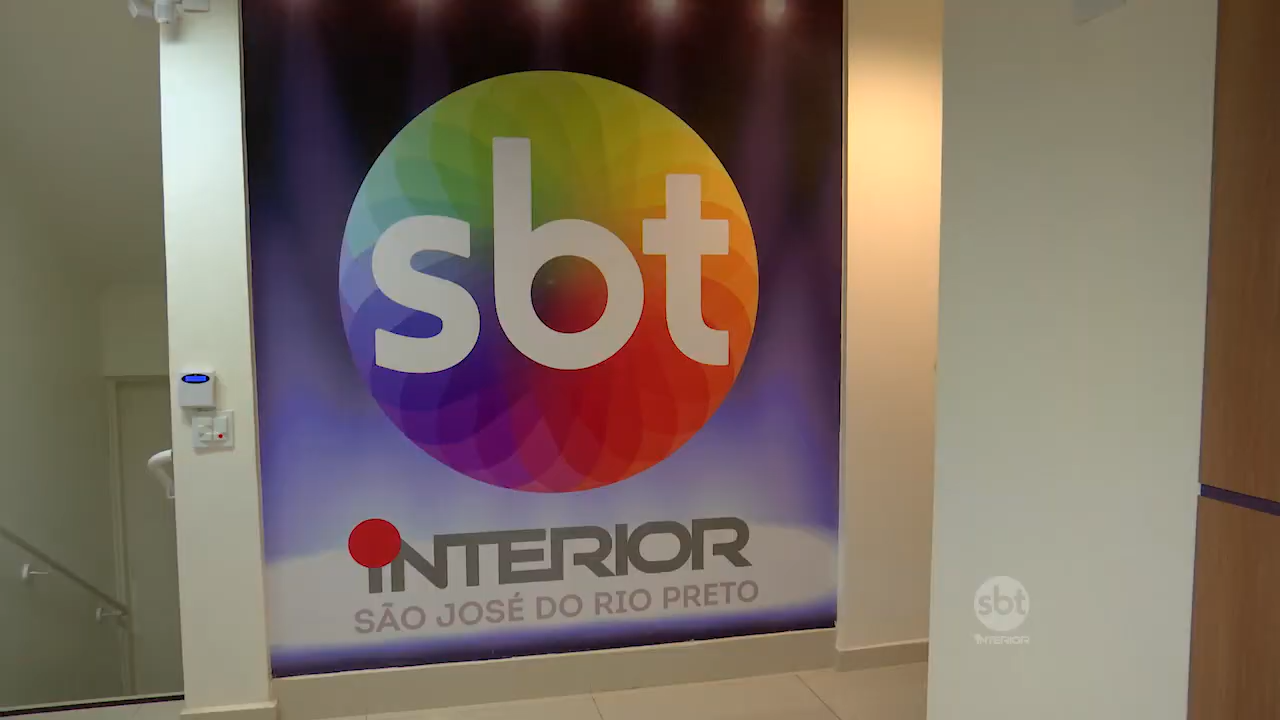 sbt
INTERIOR
SÃO JOSÉ DO RIO PRETO
sbt
INTERIOR